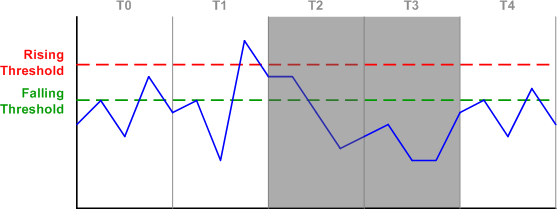 T0 T1 T2 T3 T4
Rising
Threshold
Falling
Threshold